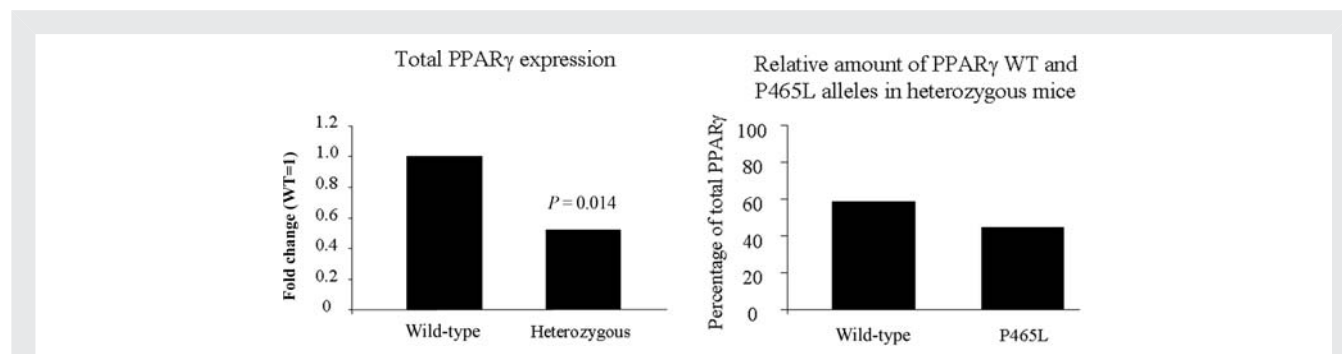 Total PPARγ expression
Fold change (WT=1)
1.2
1.0
0.8
0.6
0.4
0.2
0
P = 0.014
Wild-type
Heterozygous
Relative amount of PPARγ WT and
P465L alleles in heterozygous mice
Percentage of total PPARγ
100
80
60
40
20
0
Wild-type
P465L